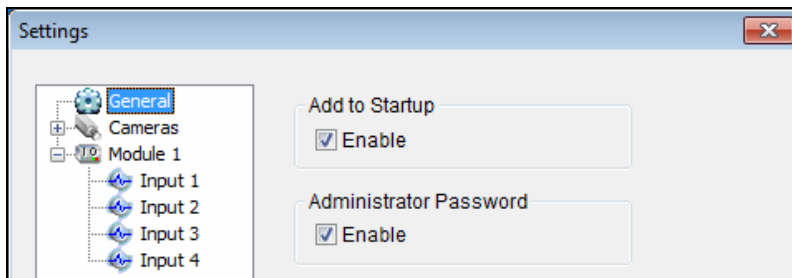 Settings
General
Cameras
Module 1
Input 1
Input 2
Input 3
Input 4
Add to Startup
Enable
Administrator Password
Enable